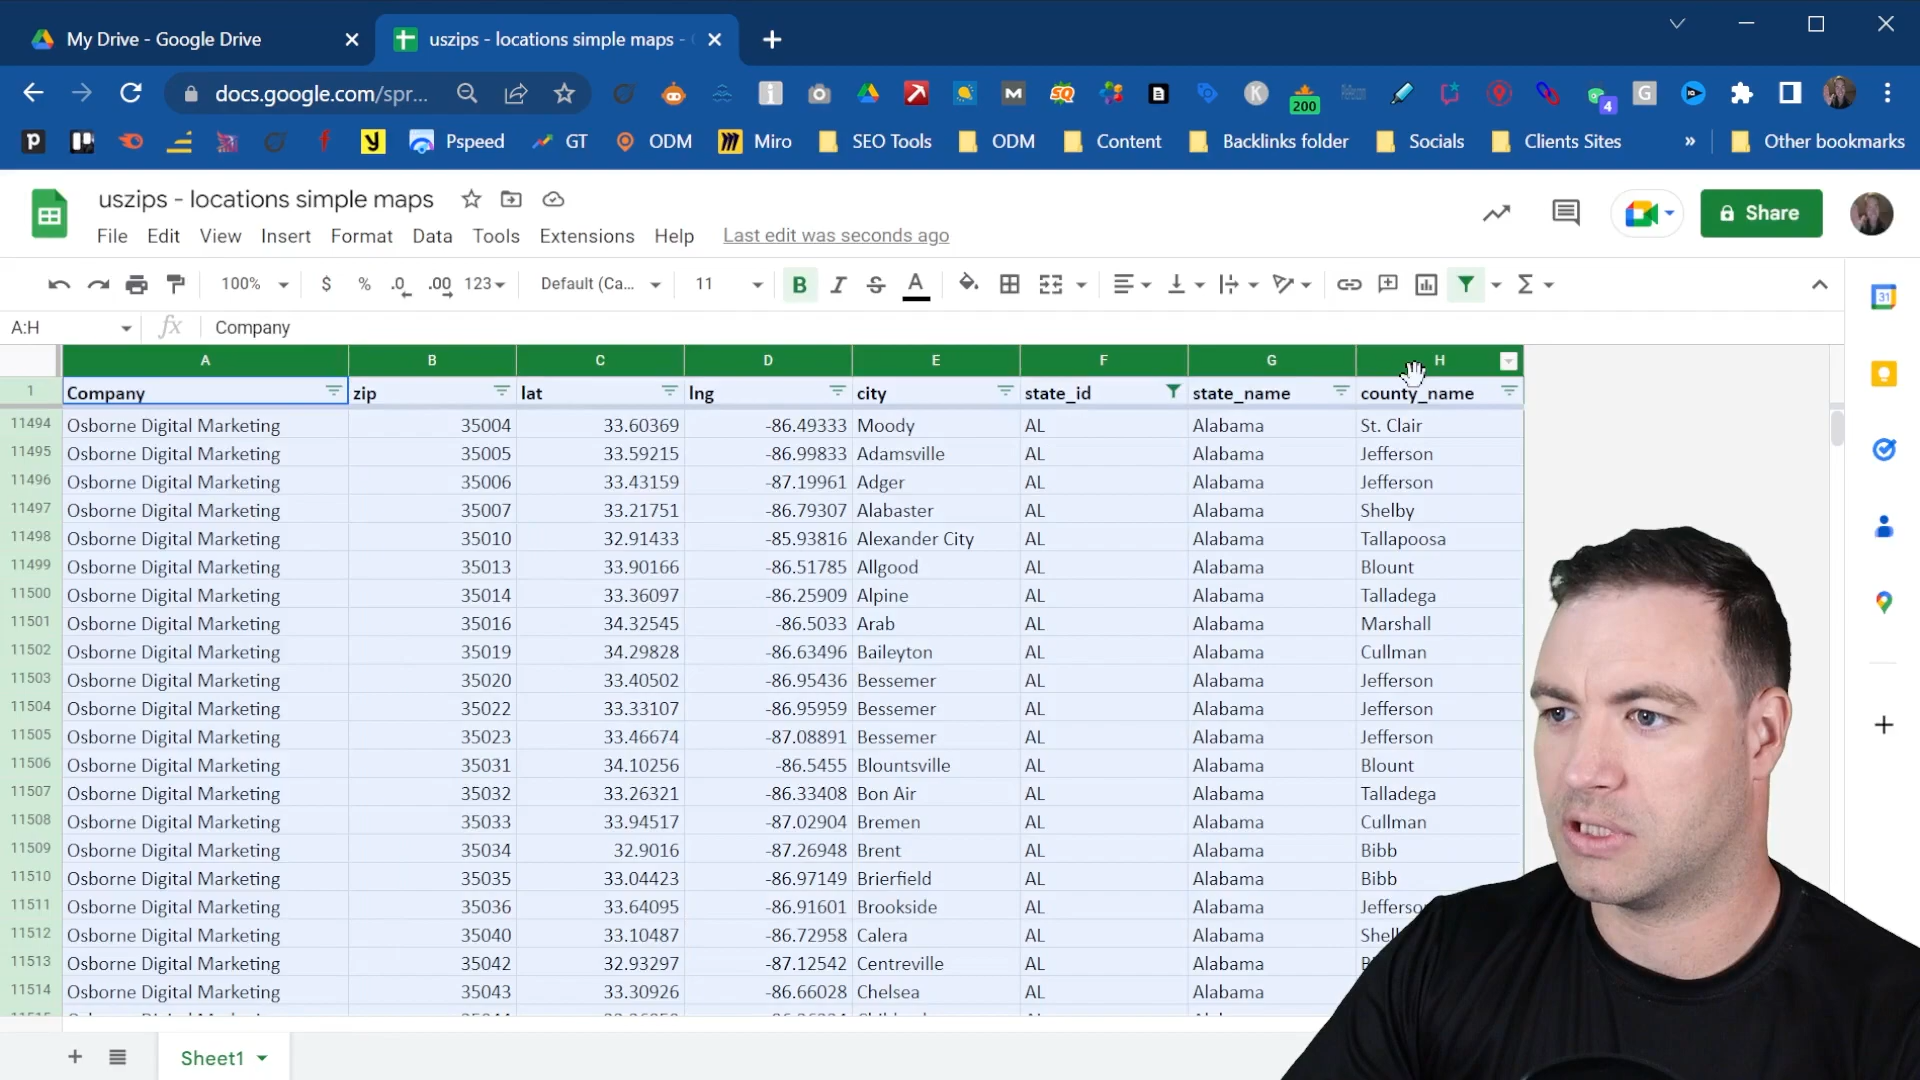 My Drive - Google Drive
uszips - locations simple maps -
docs.google.com/spr...
200
4
Pspeed
GT
ODM
Miro
SEO Tools
ODM
Content
Backlinks folder
Socials
Clients Sites
»
Other bookmarks
uszips - locations simple maps
Share
File Edit View Insert Format Data Tools Extensions Help Last edit was seconds ago
100% $ % .0 .00 123 Default (Ca... 11 B I S A Σ
31
A:H fx Company
A B C D E F G H
1 Company zip lat lng city state_id state_name county_name
11494 Osborne Digital Marketing 35004 33.60369 -86.49333 Moody AL Alabama St. Clair
11495 Osborne Digital Marketing 35005 33.59215 -86.99833 Adamsville AL Alabama Jefferson
11496 Osborne Digital Marketing 35006 33.43159 -87.19961 Adger AL Alabama Jefferson
11497 Osborne Digital Marketing 35007 33.21751 -86.79307 Alabaster AL Alabama Shelby
11498 Osborne Digital Marketing 35010 32.91433 -85.93816 Alexander City AL Alabama Tallapoosa
11499 Osborne Digital Marketing 35013 33.90166 -86.51785 Allgood AL Alabama Blount
11500 Osborne Digital Marketing 35014 33.36097 -86.25909 Alpine AL Alabama Talladega
11501 Osborne Digital Marketing 35016 34.32545 -86.5033 Arab AL Alabama Marshall
11502 Osborne Digital Marketing 35019 34.29828 -86.63496 Baileyton AL Alabama Cullman
11503 Osborne Digital Marketing 35020 33.40502 -86.95436 Bessemer AL Alabama Jefferson
11504 Osborne Digital Marketing 35022 33.33107 -86.95959 Bessemer AL Alabama Jefferson
11505 Osborne Digital Marketing 35023 33.46674 -87.08891 Bessemer AL Alabama Jefferson
11506 Osborne Digital Marketing 35031 34.10256 -86.5455 Blountsville AL Alabama Blount
11507 Osborne Digital Marketing 35032 33.26321 -86.33408 Bon Air AL Alabama Talladega
11508 Osborne Digital Marketing 35033 33.94517 -87.02904 Bremen AL Alabama Cullman
11509 Osborne Digital Marketing 35034 32.9016 -87.26948 Brent AL Alabama Bibb
11510 Osborne Digital Marketing 35035 33.04423 -86.97149 Brierfield AL Alabama Bibb
11511 Osborne Digital Marketing 35036 33.64095 -86.91601 Brookside AL Alabama Jefferso
11512 Osborne Digital Marketing 35040 33.10487 -86.72958 Calera AL Alabama Shel
11513 Osborne Digital Marketing 35042 32.93297 -87.12542 Centreville AL Alabama B
11514 Osborne Digital Marketing 35043 33.30926 -86.66028 Chelsea AL Alabama
Sheet1